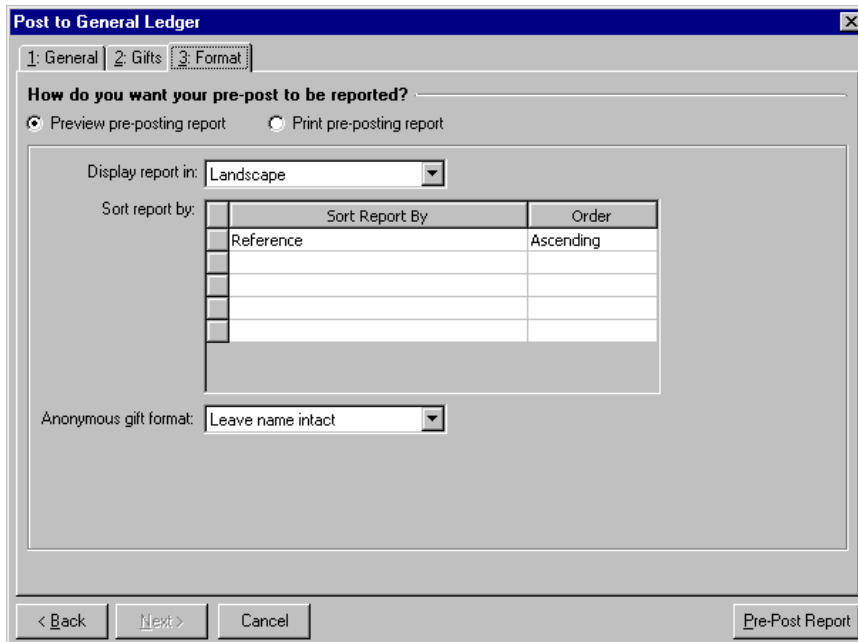 Post to General Ledger
1: General 2: Gifts 3: Format
How do you want your pre-post to be reported?
Preview pre-posting report Print pre-posting report
Display report in: Landscape
Sort report by: Sort Report By Order
Reference Ascending
Anonymous gift format: Leave name intact
< Back Next > Cancel Pre-Post Report